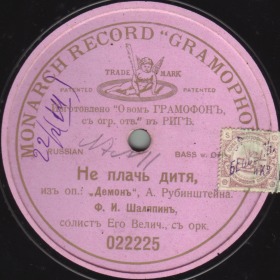 MONARCH RECORD "GRAMOPHO
TRADE MARK
PATENTED PATENTED
Изготовлено "О-вомъ ГРАМОФОНЪ,
съ огр. отв." въ РИГѢ.
RUSSIAN BASS
Не плачь дитя,
изъ оп.: „Демонъ", А. Рубинштейна.
Ф. И. Шаляпинъ,
солистъ Его Велич., съ орк.
022225